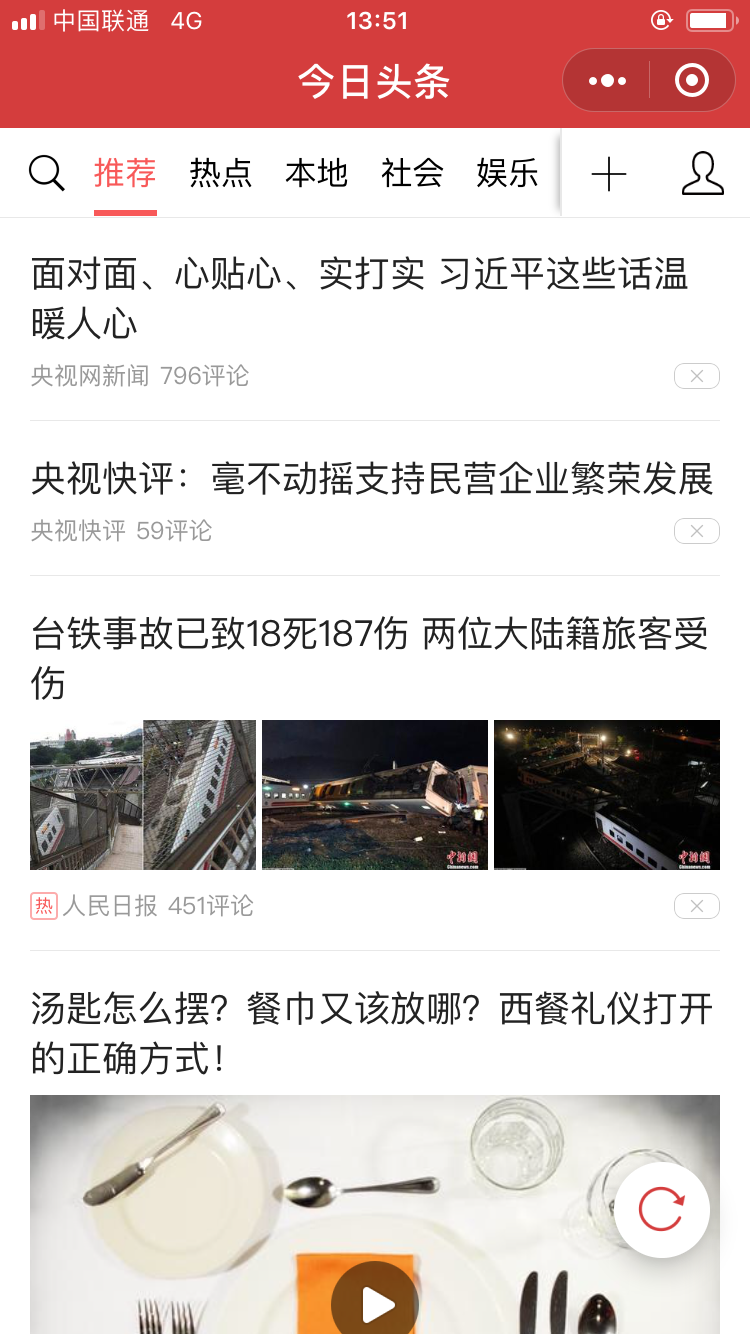 中国联通 4G 13:51
今日头条
推荐 热点 本地 社会 娱乐
面对面、心贴心、实打实 习近平这些话温
暖人心
央视网新闻 796评论
央视快评：毫不动摇支持民营企业繁荣发展
央视快评 59评论
台铁事故已致18死187伤 两位大陆籍旅客受
伤
中新网 中新网
Chinanews.com Chinanews.com
热 人民日报 451评论
汤匙怎么摆？餐巾又该放哪？西餐礼仪打开
的正确方式！